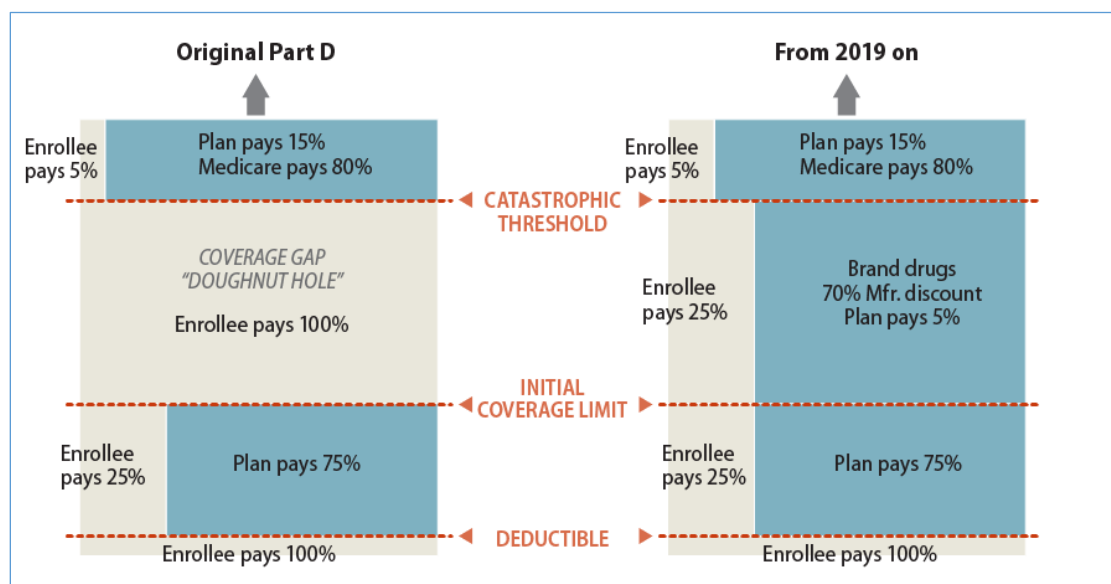 Original Part D
From 2019 on
Enrollee
pays 5%
Plan pays 15%
Medicare pays 80%
Enrollee
pays 5%
Plan pays 15%
Medicare pays 80%
CATASTROPHIC
THRESHOLD
COVERAGE GAP
“DOUGHNUT HOLE”
Enrollee pays 100%
Enrollee
pays 25%
Brand drugs
70% Mfr. discount
Plan pays 5%
INITIAL
COVERAGE LIMIT
Enrollee
pays 25%
Plan pays 75%
Enrollee
pays 25%
Plan pays 75%
DEDUCTIBLE
Enrollee pays 100%
Enrollee pays 100%